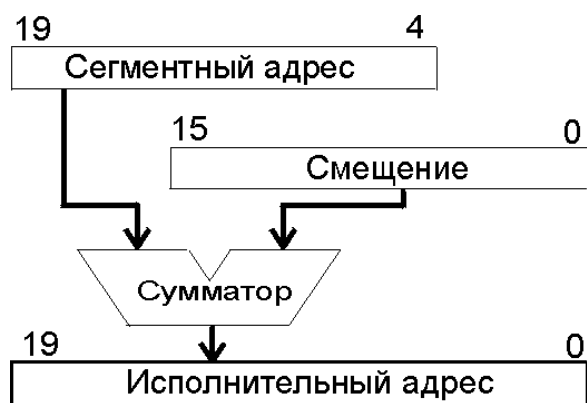 19 4
Сегментный адрес
15 0
Смещение
Сумматор
19 0
Исполнительный адрес